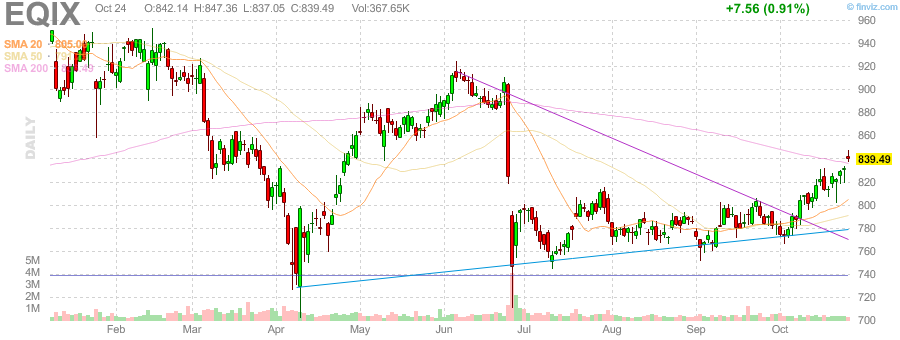 EQIX Oct 24 O:842.14 H:847.36 L:837.05 C:839.49 Vol:367.65K +7.56 (0.91%) © finviz.com
SMA 20 805.0
SMA 50
SMA 200
DAILY
960
940
920
900
880
860
839.49
820
800
780
760
740
720
700
5M
4M
3M
2M
1M
Feb Mar Apr May Jun Jul Aug Sep Oct